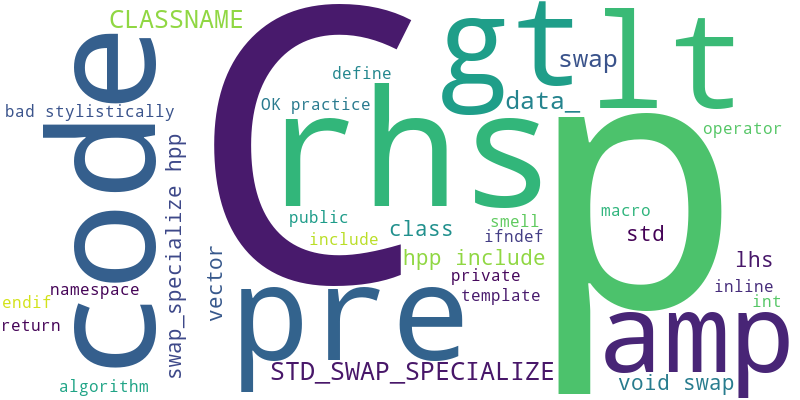 CLASSNAME
C
gt
lt
code
swap
define
rhs
data_
OK practice
bad stylistically
p
operator
swap_specialize hpp
public
smell
macro
class
include
ifndef
std
vector
hpp include
lhs
pre
private
namespace
template
inline
endif
int
return
amp
STD_SWAP_SPECIALIZE
void swap
algorithm